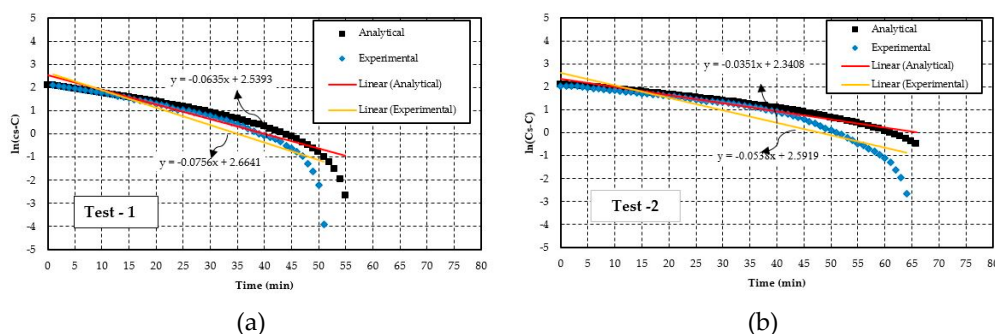 5
4
3
2
1
0
-1
-2
-3
-4
-5
ln(cs-C)
Analytical
Experimental
Linear (Analytical)
Linear (Experimental)
y = -0.0635x + 2.5393
y = -0.0756x + 2.6641
Test - 1
0 5 10 15 20 25 30 35 40 45 50 55 60 65 70 75 80
Time (min)
(a)
5
4
3
2
1
0
-1
-2
-3
-4
-5
ln(Cs-C)
Analytical
Experimental
Linear (Analytical)
Linear (Experimental)
y = -0.0351x + 2.3408
y = -0.0538x + 2.5919
Test -2
0 5 10 15 20 25 30 35 40 45 50 55 60 65 70 75 80
Time (min)
(b)